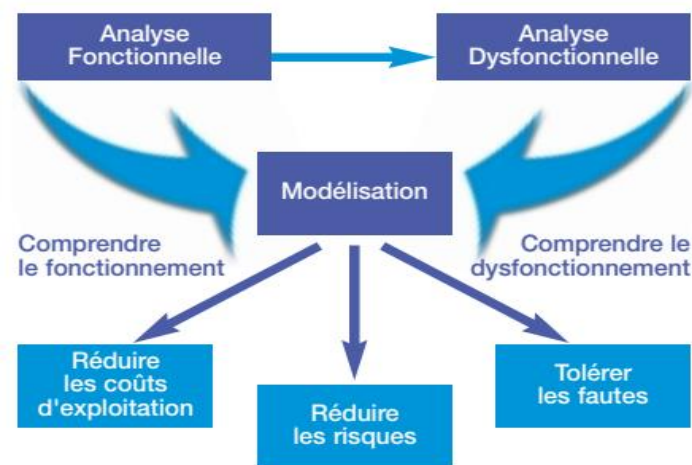 Analyse
Fonctionnelle
Analyse
Dysfonctionnelle
Modélisation
Comprendre
le fonctionnement
Comprendre le
dysfonctionnement
Réduire
les coûts
d'exploitation
Réduire
les risques
Tolérer
les fautes